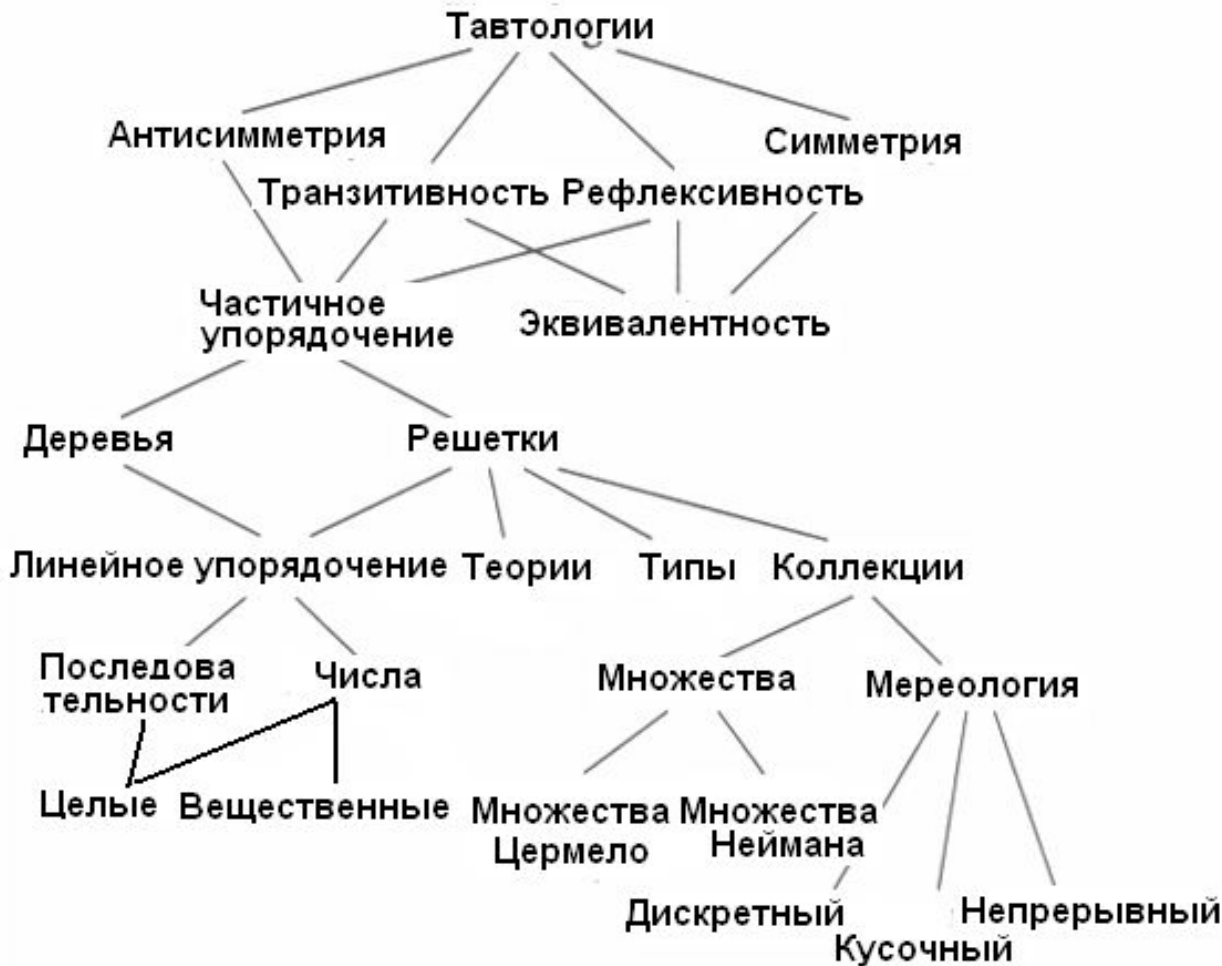 Тавтологии
Антисимметрия
Симметрия
Транзитивность Рефлексивность
Частичное
упорядочение
Эквивалентность
Деревья
Решетки
Линейное упорядочение
Теории
Типы
Коллекции
Последова
тельности
Числа
Множества
Мереология
Целые
Вещественные
Множества
Цермело
Множества
Неймана
Дискретный
Кусочный
Непрерывный